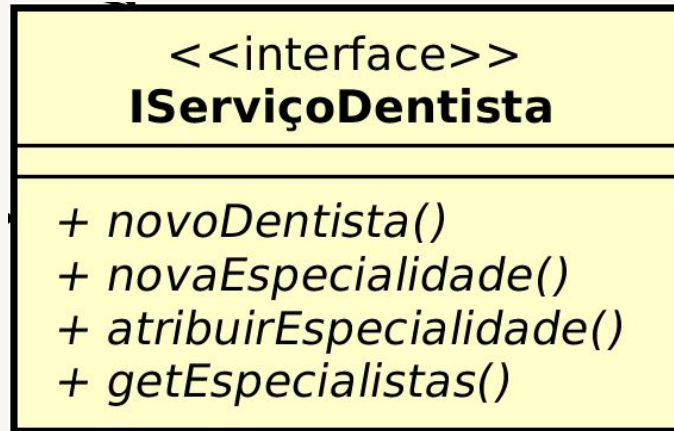 <<interface>>
IServiçoDentista
+ novoDentista()
+ novaEspecialidade()
+ atribuirEspecialidade()
+ getEspecialistas()